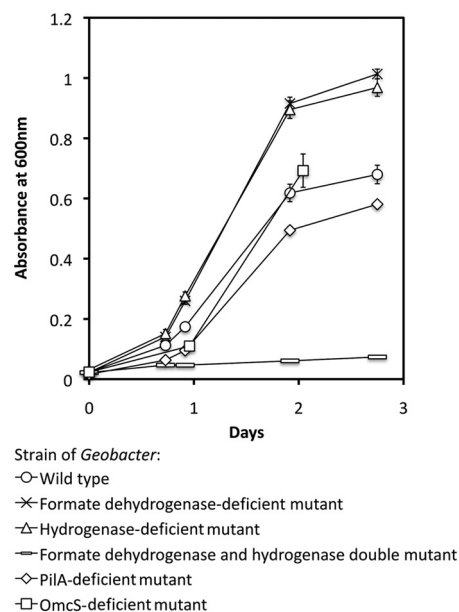 1.2
1
0.8
0.6
0.4
0.2
0
Absorbance at 600nm
0 1 2 3
Days
Strain of Geobacter:
Wild type
Formate dehydrogenase-deficient mutant
Hydrogenase-deficient mutant
Formate dehydrogenase and hydrogenase double mutant
PilA-deficient mutant
OmcS-deficient mutant